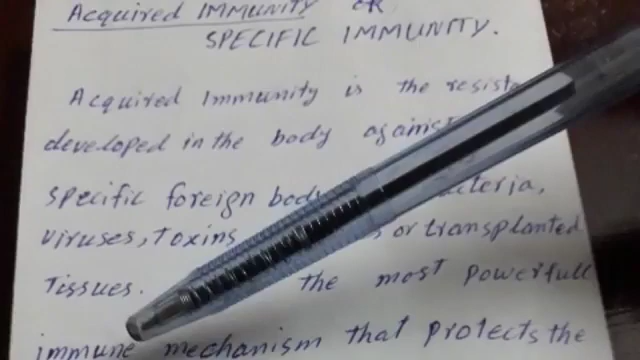 Acquired IMMUNITY OR
SPECIFIC IMMUNITY.
Acquired Immunity is the
developed in the body
specific foreign
viruses, Toxins or transplanted
Tissues. the most powerfull
immune mechanism that protects the